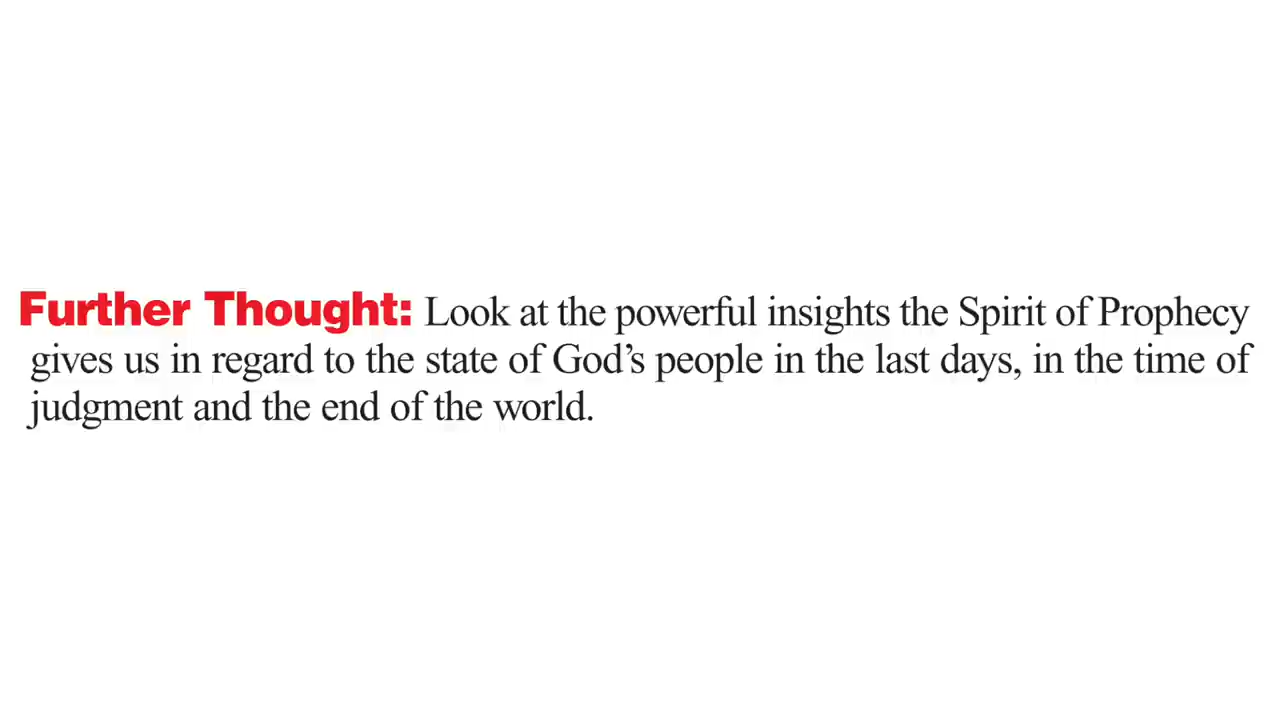 Further Thought: Look at the powerful insights the Spirit of Prophecy
gives us in regard to the state of God’s people in the last days, in the time of
judgment and the end of the world.